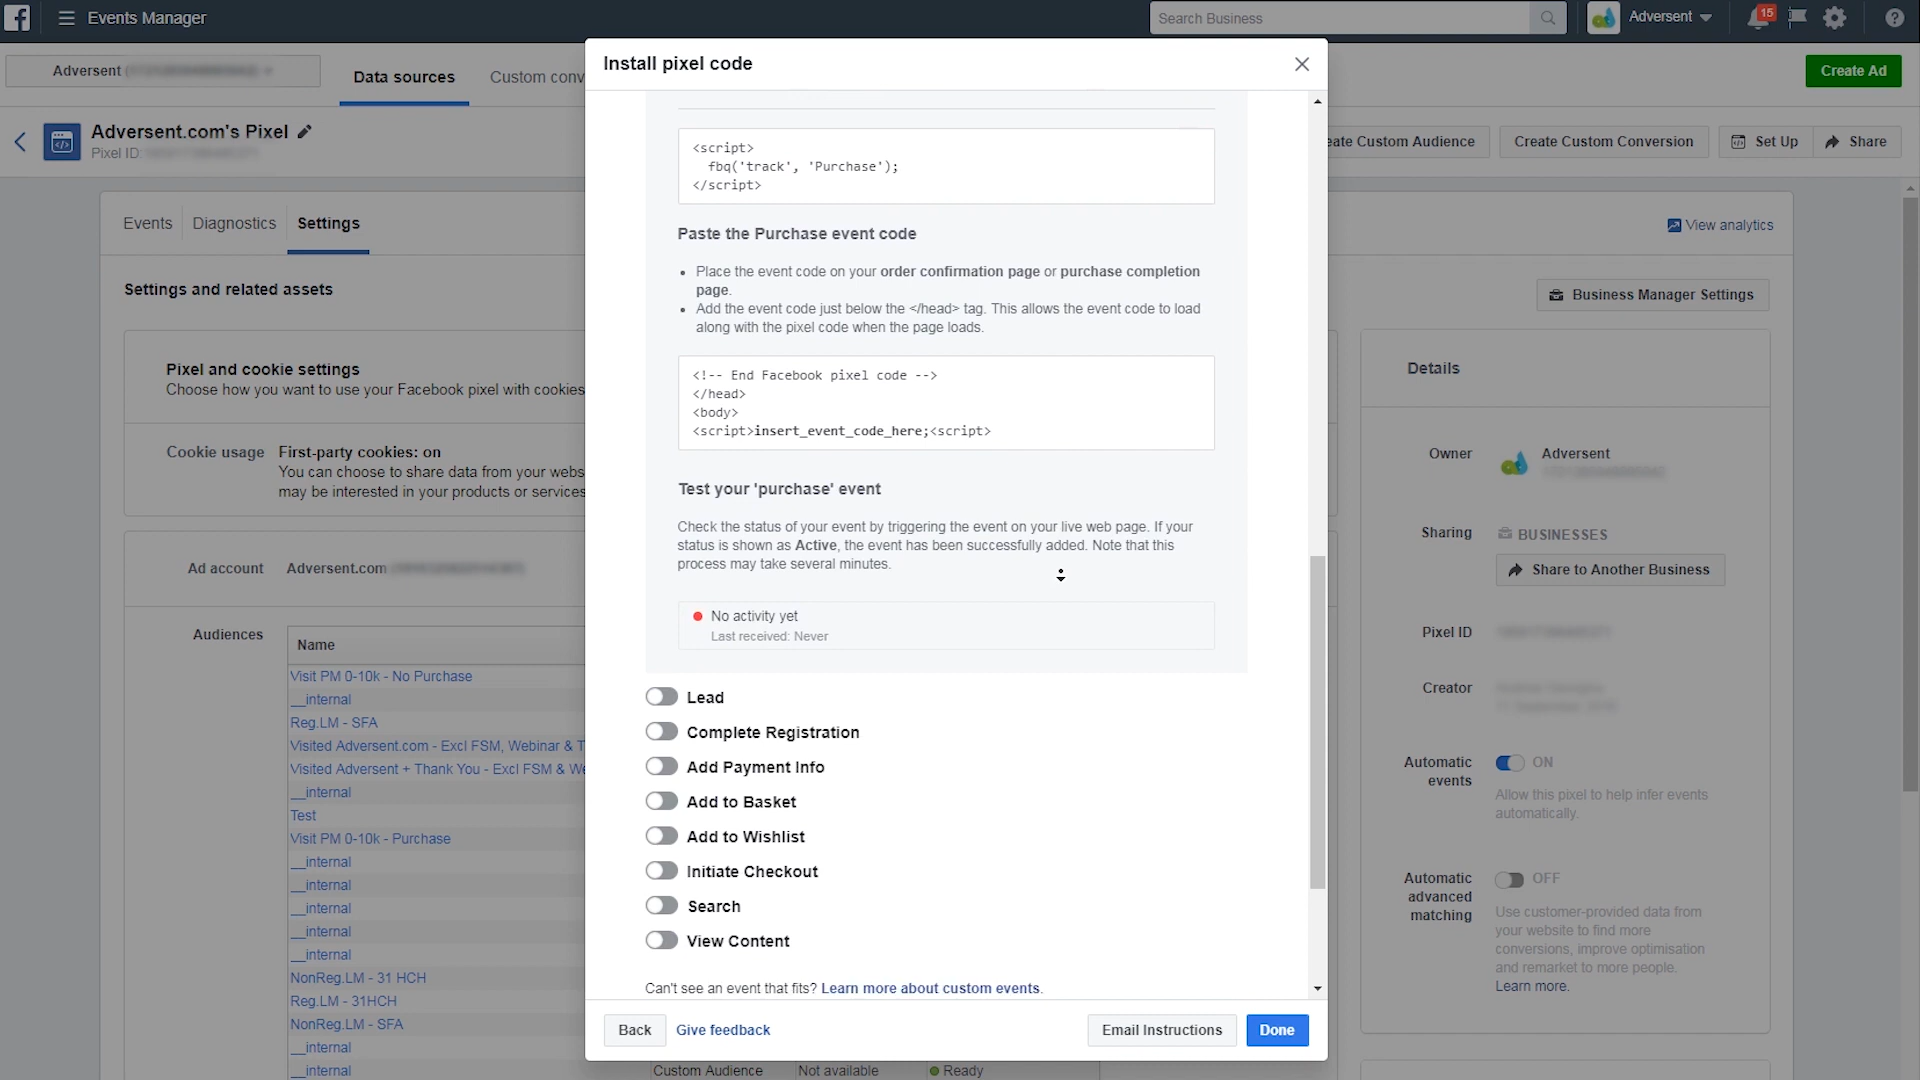 Events Manager
Search Business
Adversent
15
Adversent
Data sources
Custom conv
Create Ad
Adversent.com's Pixel
Pixel ID:
eate Custom Audience
Create Custom Conversion
Set Up
Share
Events
Diagnostics
Settings
View analytics
Settings and related assets
Business Manager Settings
Pixel and cookie settings
Choose how you want to use your Facebook pixel with cookies
Cookie usage
First-party cookies: on
You can choose to share data from your webs
may be interested in your products or services
Ad account
Adversent.com
Audiences
Name
Visit PM 0-10k - No Purchase
__internal
Reg.LM - SFA
Visited Adversent.com - Excl FSM, Webinar & T
Visited Adversent + Thank You - Excl FSM & We
__internal
Test
Visit PM 0-10k - Purchase
__internal
__internal
__internal
__internal
__internal
NonReg.LM - 31 HCH
Reg.LM - 31HCH
NonReg.LM - SFA
__internal
__internal
Custom Audience
Not available
Ready
Install pixel code
<script>
fbq('track', 'Purchase');
</script>
Paste the Purchase event code
• Place the event code on your order confirmation page or purchase completion
page.
• Add the event code just below the </head> tag. This allows the event code to load
along with the pixel code when the page loads.
<!-- End Facebook pixel code -->
</head>
<body>
<script>insert_event_code_here;<script>
Test your 'purchase' event
Check the status of your event by triggering the event on your live web page. If your
status is shown as Active, the event has been successfully added. Note that this
process may take several minutes.
No activity yet
Last received: Never
Lead
Complete Registration
Add Payment Info
Add to Basket
Add to Wishlist
Initiate Checkout
Search
View Content
Can't see an event that fits? Learn more about custom events.
Back
Give feedback
Email Instructions
Done
Details
Owner
Adversent
Sharing
BUSINESSES
Share to Another Business
Pixel ID
Creator
Automatic
events
ON
Allow this pixel to help infer events
automatically.
Automatic
advanced
matching
OFF
Use customer-provided data from
your website to find more
conversions, improve optimisation
and remarket to more people.
Learn more.